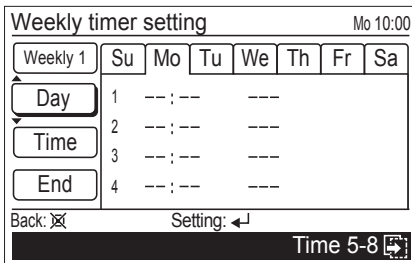 Weekly timer setting Mo 10:00
Weekly 1 Su Mo Tu We Th Fr Sa
Day 1 --:-- ---
2 --:-- ---
Time 3 --:-- ---
End 4 --:-- ---
Back: Setting:
Time 5-8